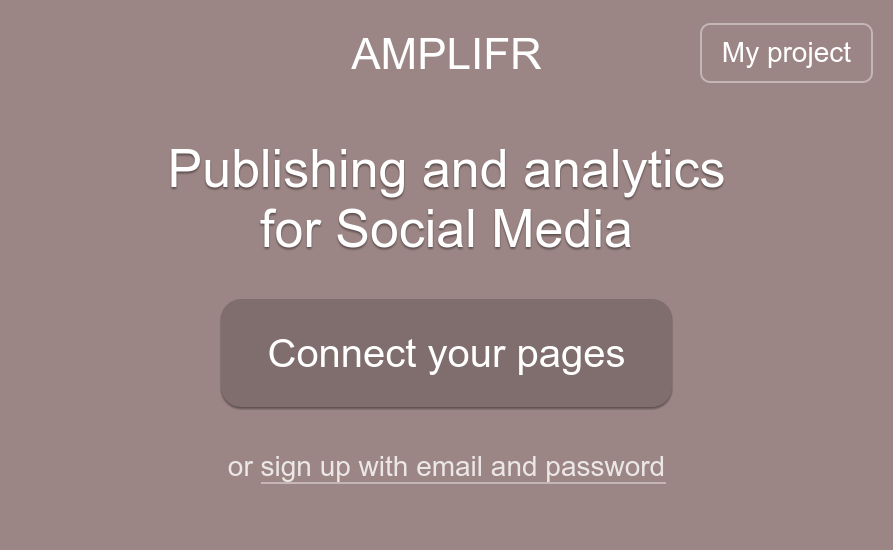 AMPLIFR
My project
Publishing and analytics
for Social Media
Connect your pages
or sign up with email and password